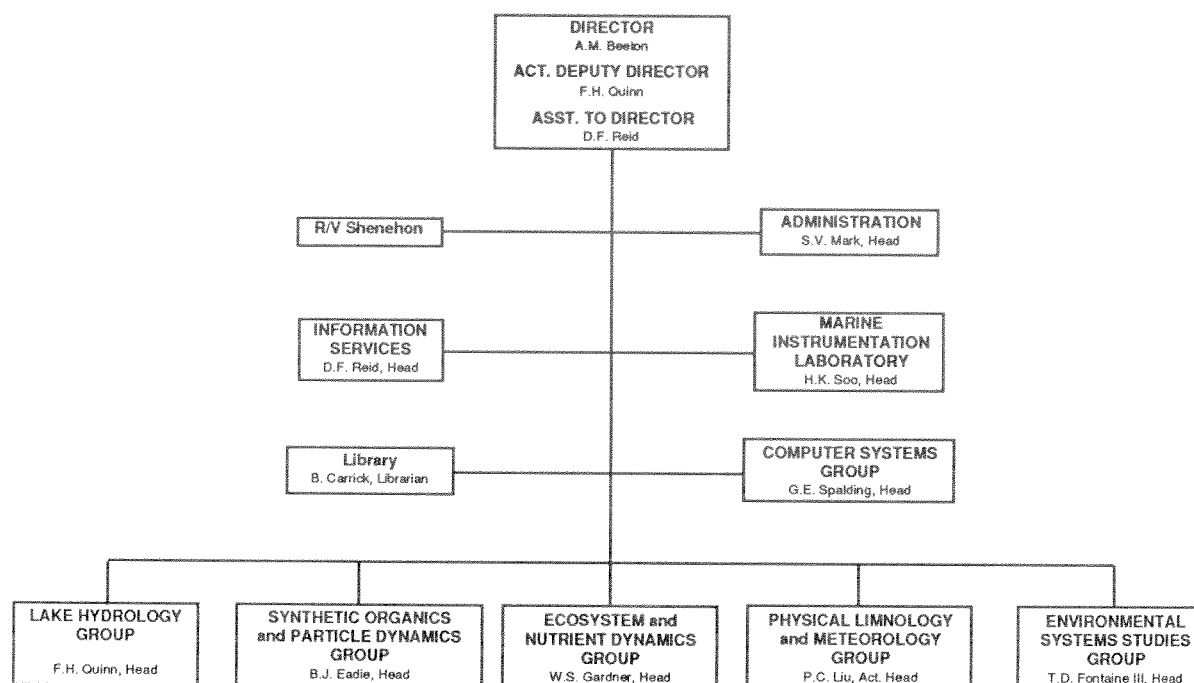 DIRECTOR
A.M. Beeton
ACT. DEPUTY DIRECTOR
F.H. Quinn
ASST. TO DIRECTOR
D.F. Reid
R/V Shenehon
ADMINISTRATION
S.V. Mark, Head
INFORMATION
SERVICES
D.F. Reid, Head
MARINE
INSTRUMENTATION
LABORATORY
H.K. Soo, Head
Library
B. Carrick, Librarian
COMPUTER SYSTEMS
GROUP
G.E. Spalding, Head
LAKE HYDROLOGY
GROUP
F.H. Quinn, Head
SYNTHETIC ORGANICS
and PARTICLE DYNAMICS
GROUP
B.J. Eadie, Head
ECOSYSTEM and
NUTRIENT DYNAMICS
GROUP
W.S. Gardner, Head
PHYSICAL LIMNOLOGY
and METEOROLOGY
GROUP
P.C. Liu, Act. Head
ENVIRONMENTAL
SYSTEMS STUDIES
GROUP
T.D. Fontaine III, Head